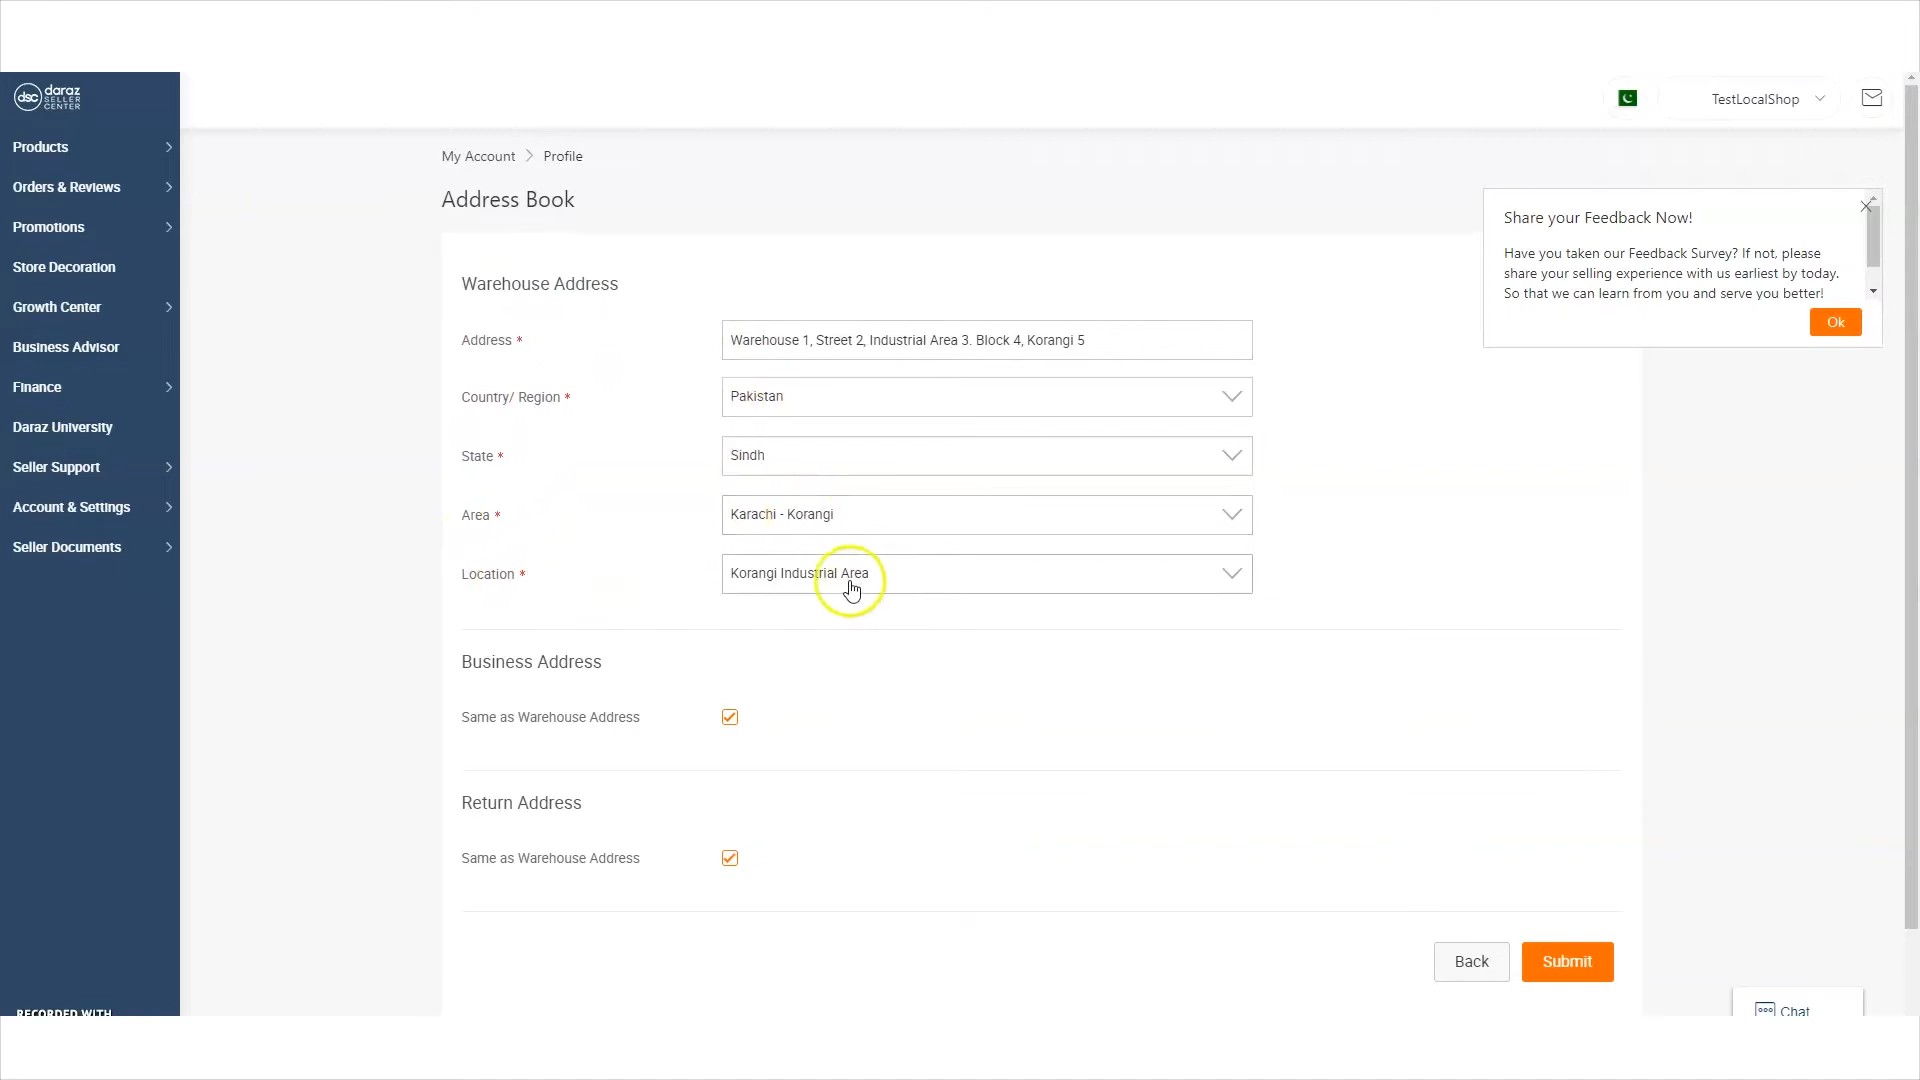 dsc daraz
SELLER
CENTER
TestLocalShop
Products
Orders & Reviews
Promotions
Store Decoration
Growth Center
Business Advisor
Finance
Daraz University
Seller Support
Account & Settings
Seller Documents
RECORDED WITH
My Account > Profile
Address Book
Warehouse Address
Address * Warehouse 1, Street 2, Industrial Area 3. Block 4, Korangi 5
Country/ Region * Pakistan
State * Sindh
Area * Karachi - Korangi
Location * Korangi Industrial Area
Business Address
Same as Warehouse Address
Return Address
Same as Warehouse Address
Back Submit
Share your Feedback Now!
Have you taken our Feedback Survey? If not, please
share your selling experience with us earliest by today.
So that we can learn from you and serve you better!
Ok
Chat